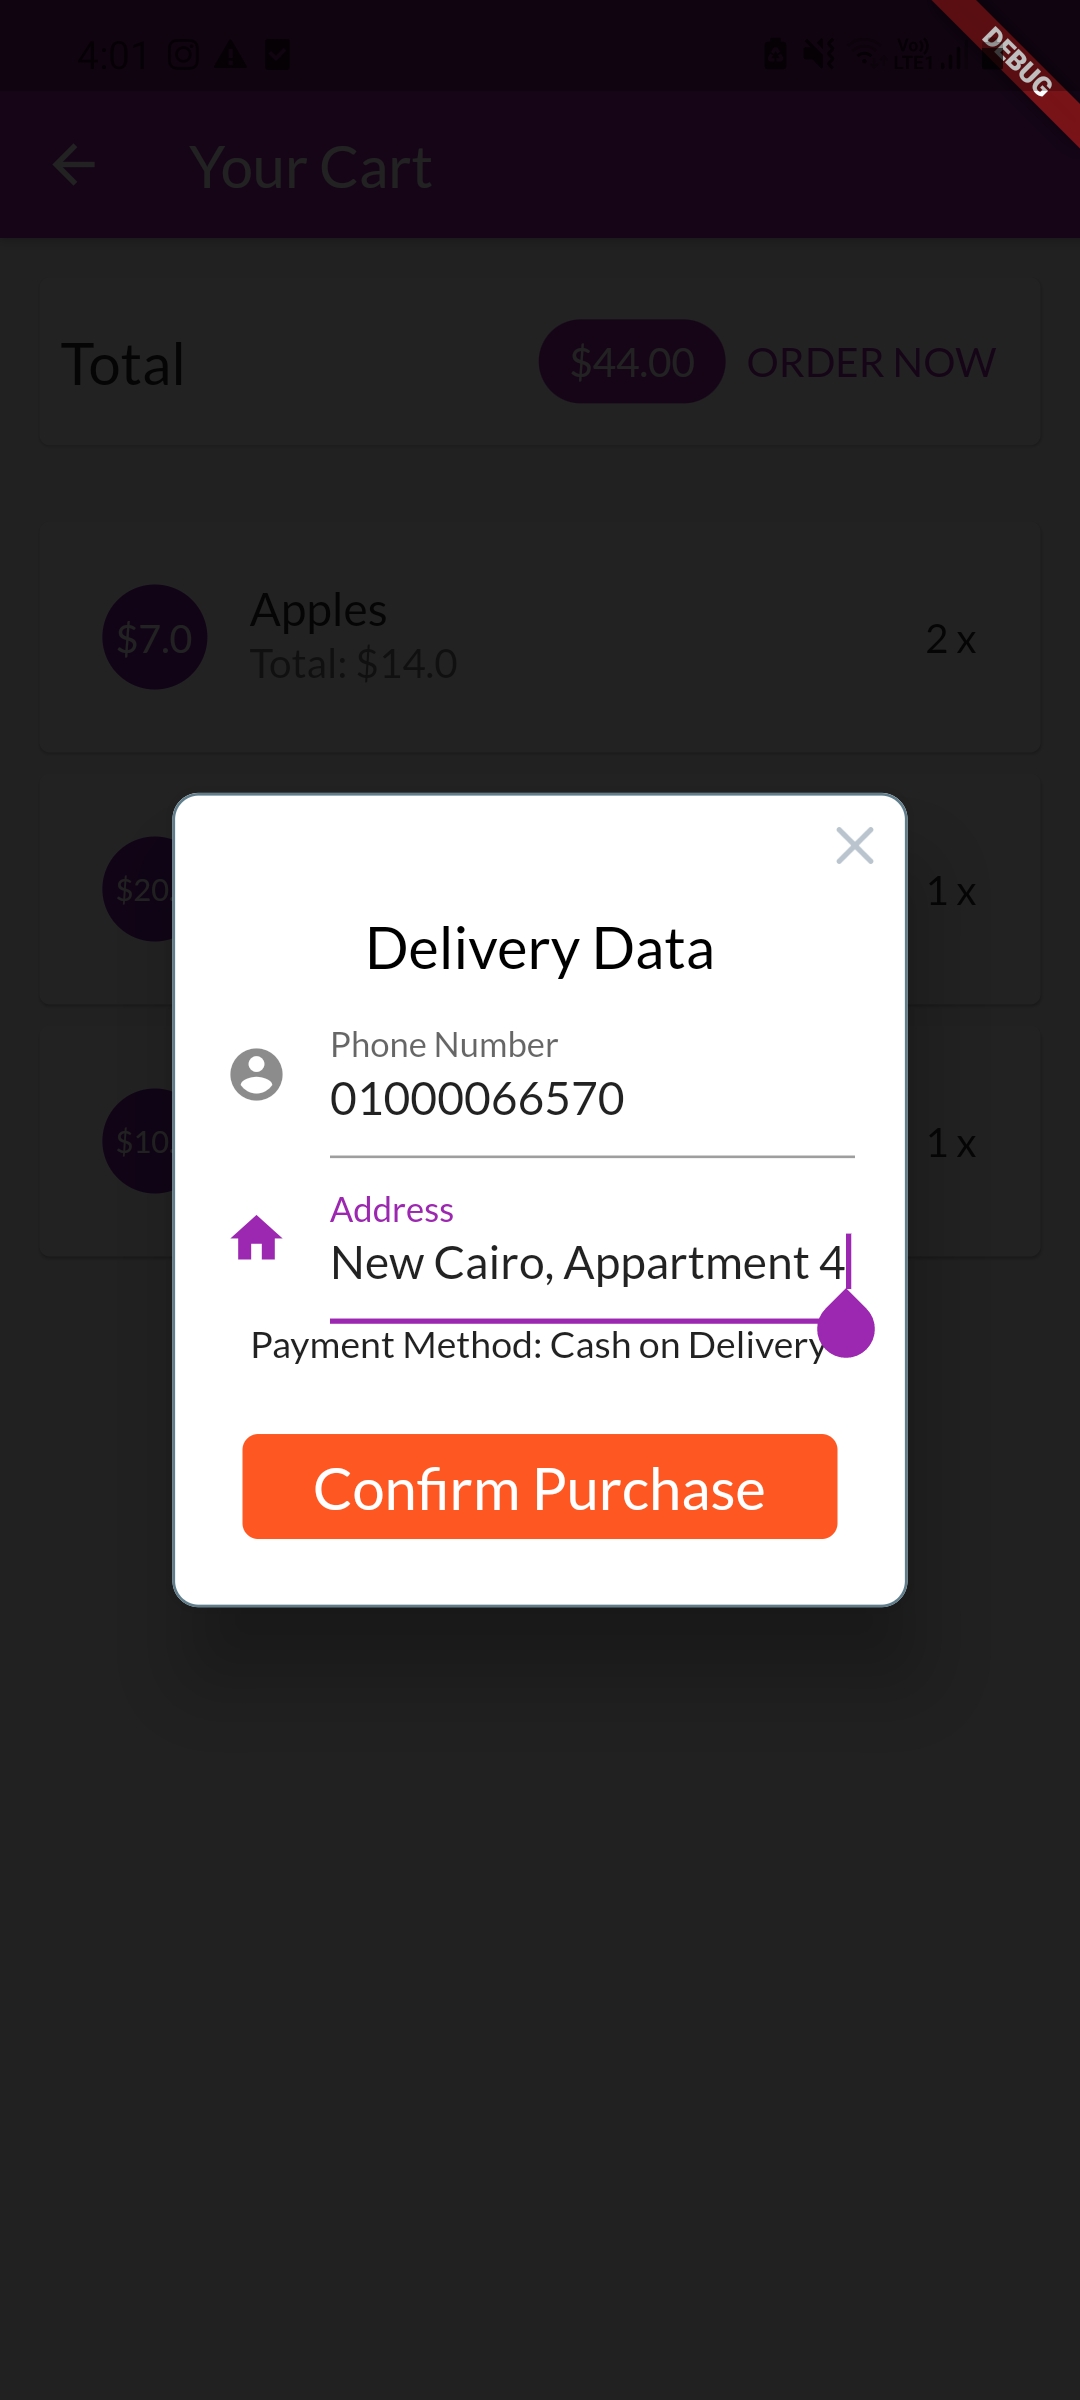 4:01
Vo))
LTE1
DEBUG
Your Cart
Total
$44.00
ORDER NOW
$7.0
Apples
Total: $14.0
2 x
$20.
1 x
$10.
1 x
Delivery Data
Phone Number
01000066570
Address
New Cairo, Appartment 4
Payment Method: Cash on Delivery
Confirm Purchase